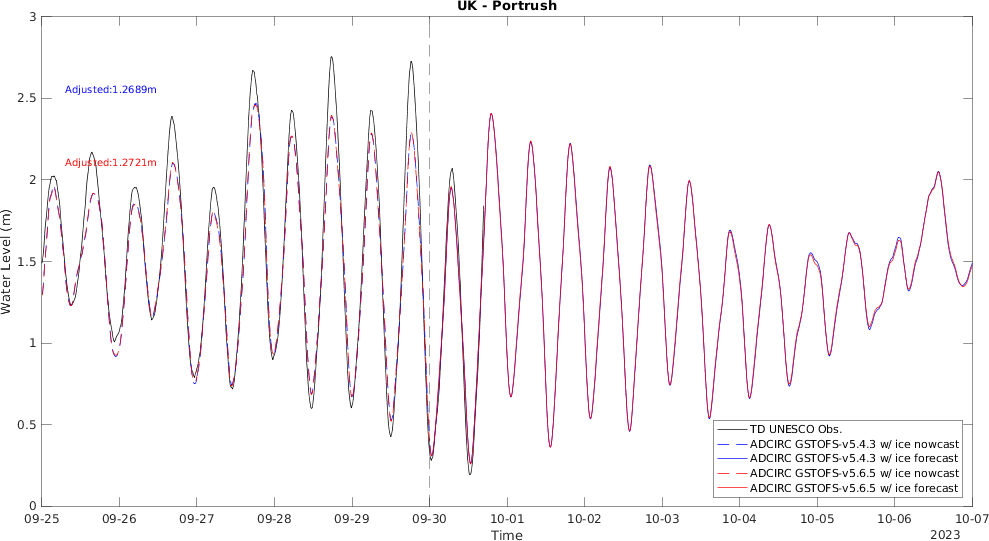 UK - Portrush
3
2.5
2
1.5
1
0.5
0
Water Level (m)
Adjusted:1.2689m
Adjusted:1.2721m
TD UNESCO Obs.
ADCIRC GSTOFS-v5.4.3 w/ ice nowcast
ADCIRC GSTOFS-v5.4.3 w/ ice forecast
ADCIRC GSTOFS-v5.6.5 w/ ice nowcast
ADCIRC GSTOFS-v5.6.5 w/ ice forecast
09-25 09-26 09-27 09-28 09-29 09-30 10-01 10-02 10-03 10-04 10-05 10-06 10-07
Time
2023